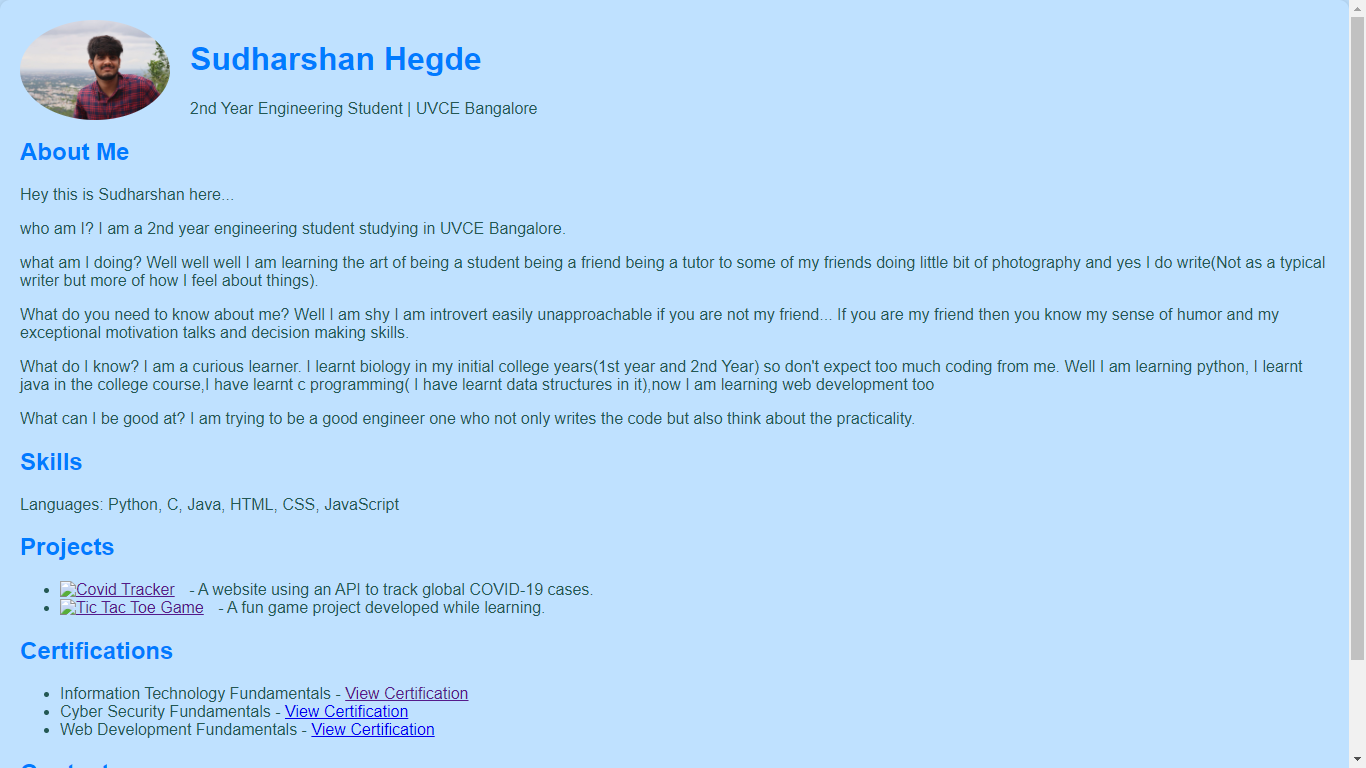 Sudharshan Hegde
2nd Year Engineering Student | UVCE Bangalore
About Me
Hey this is Sudharshan here...
who am I? I am a 2nd year engineering student studying in UVCE Bangalore.
what am I doing? Well well well I am learning the art of being a student being a friend being a tutor to some of my friends doing little bit of photography and yes I do write(Not as a typical
writer but more of how I feel about things).
What do you need to know about me? Well I am shy I am introvert easily unapproachable if you are not my friend... If you are my friend then you know my sense of humor and my
exceptional motivation talks and decision making skills.
What do I know? I am a curious learner. I learnt biology in my initial college years(1st year and 2nd Year) so don't expect too much coding from me. Well I am learning python, I learnt
java in the college course,I have learnt c programming( I have learnt data structures in it),now I am learning web development too
What can I be good at? I am trying to be a good engineer one who not only writes the code but also think about the practicality.
Skills
Languages: Python, C, Java, HTML, CSS, JavaScript
Projects
Covid Tracker - A website using an API to track global COVID-19 cases.
Tic Tac Toe Game - A fun game project developed while learning.
Certifications
Information Technology Fundamentals - View Certification
Cyber Security Fundamentals - View Certification
Web Development Fundamentals - View Certification